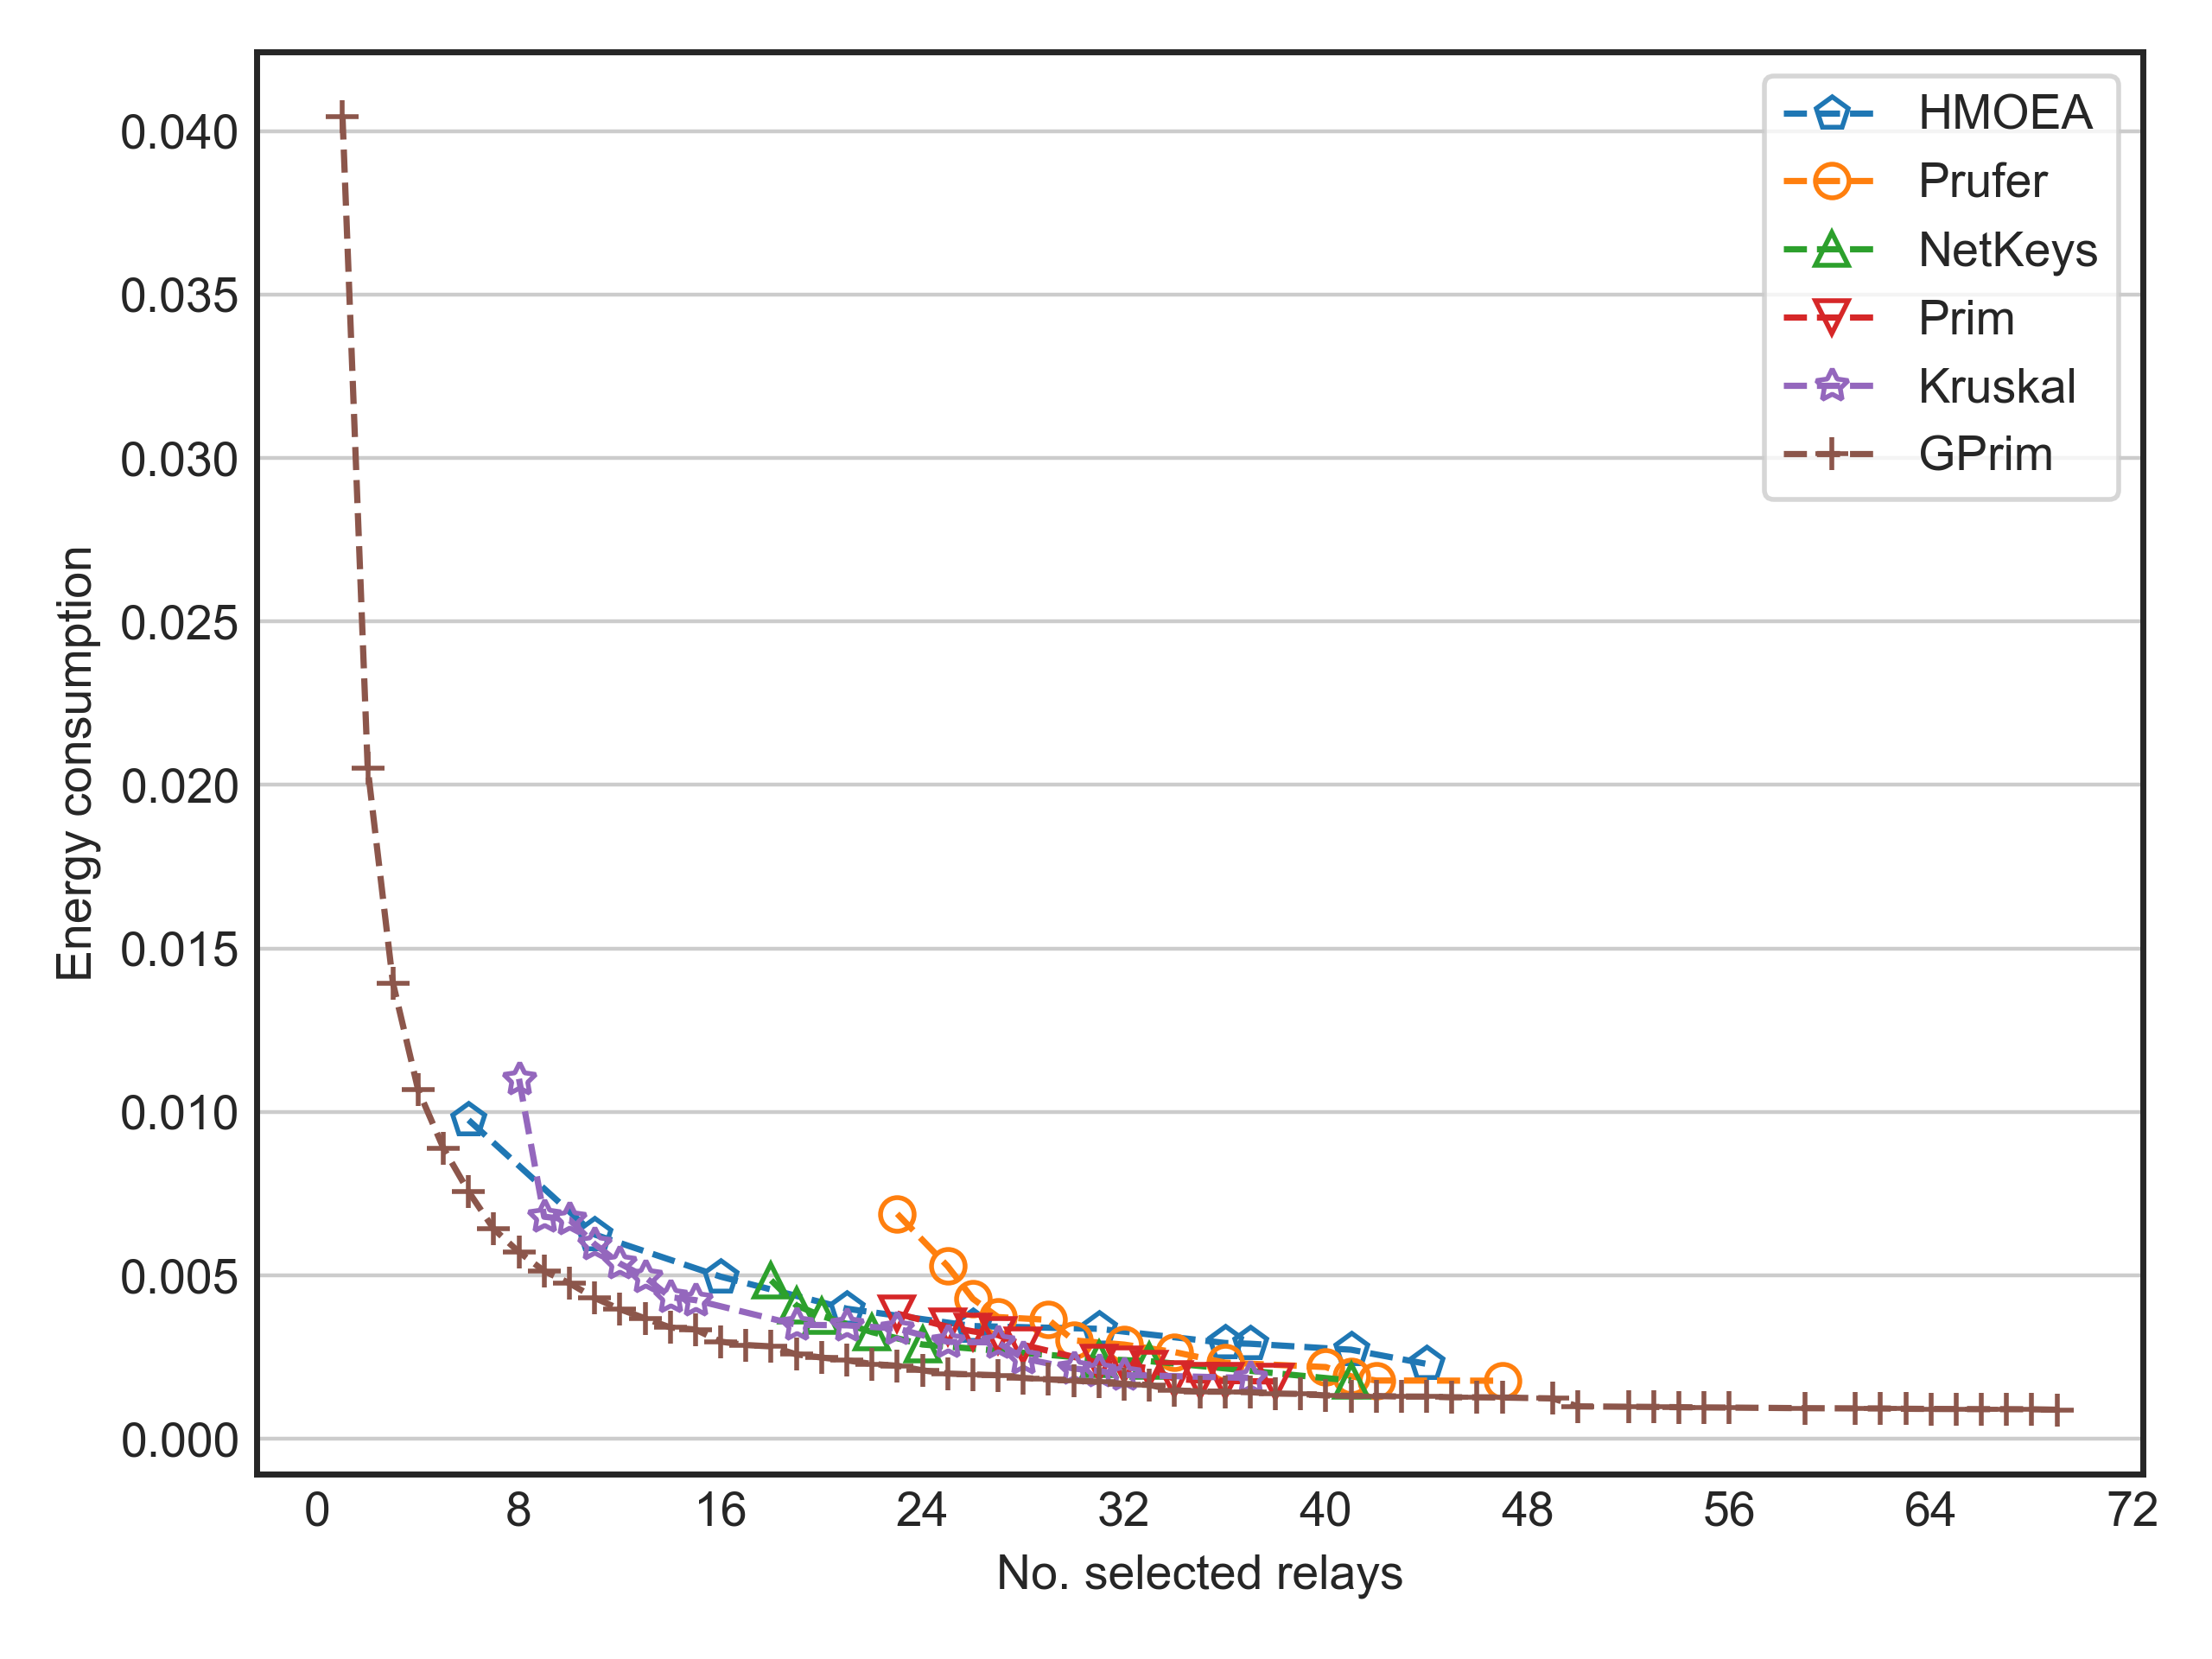 HMOEA
Prufer
NetKeys
Prim
Kruskal
GPrim
Energy consumption
0.040
0.035
0.030
0.025
0.020
0.015
0.010
0.005
0.000
0 8 16 24 32 40 48 56 64 72
No. selected relays